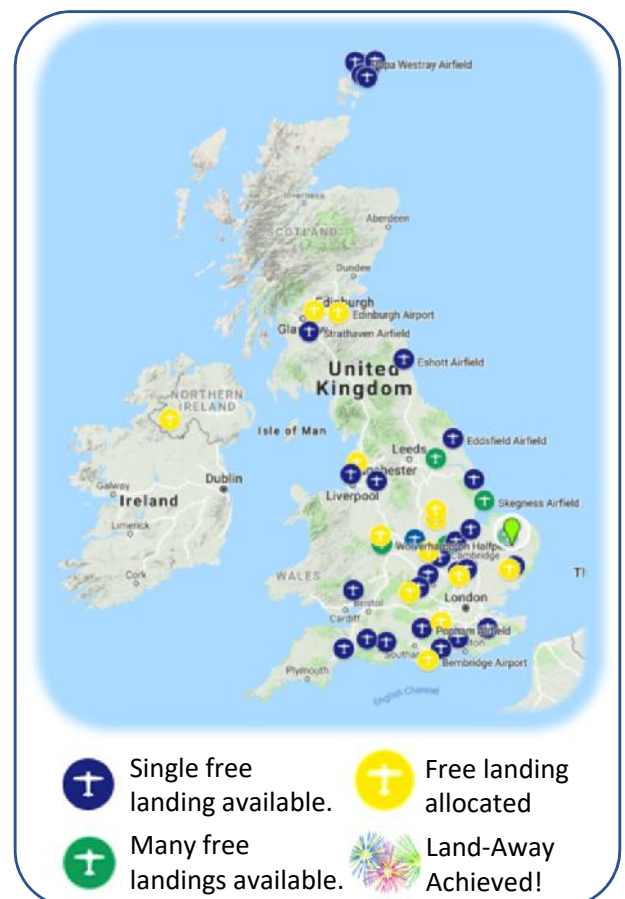 Papa Westray Airfield
Inverness
Aberdeen
SCOTLAND
Dundee
Edinburgh
Edinburgh Airport
Strathaven Airfield
Eshott Airfield
United
Kingdom
NORTHERN
IRELAND
Isle of Man
Eddsfield Airfield
Leeds
Dublin
Galway
Liverpool
Skegness Airfield
Ireland
Limerick
Wolverhampton Halfpe
Cambridge
Cork
WALES
London
Bristol
Cardiff
Popham Airfield
Bembridge Airport
Plymouth
English Channel
Single free
landing available.
Free landing
allocated
Many free
landings available.
Land-Away
Achieved!